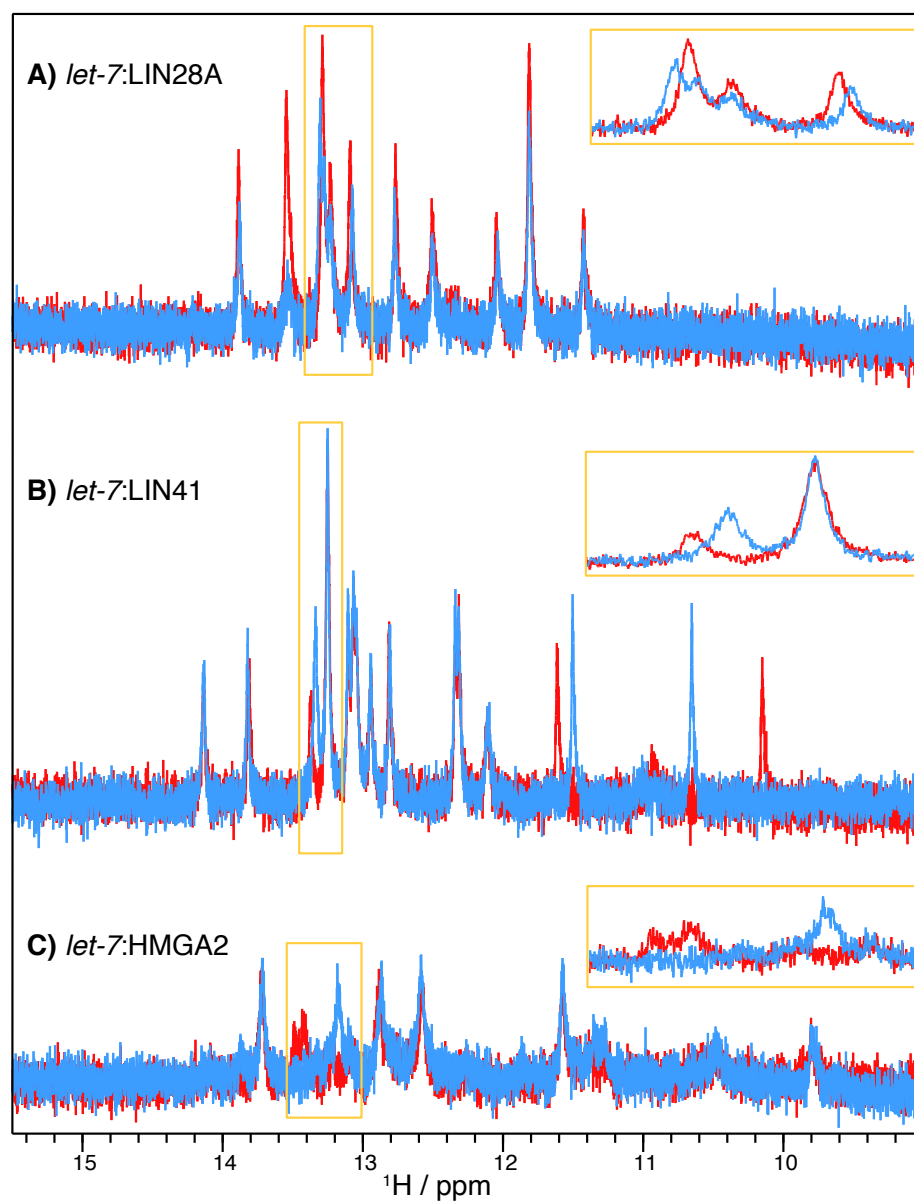 A) let-7:LIN28A
B) let-7:LIN41
C) let-7:HMGA2
15 14 13 12 11 10
¹H / ppm